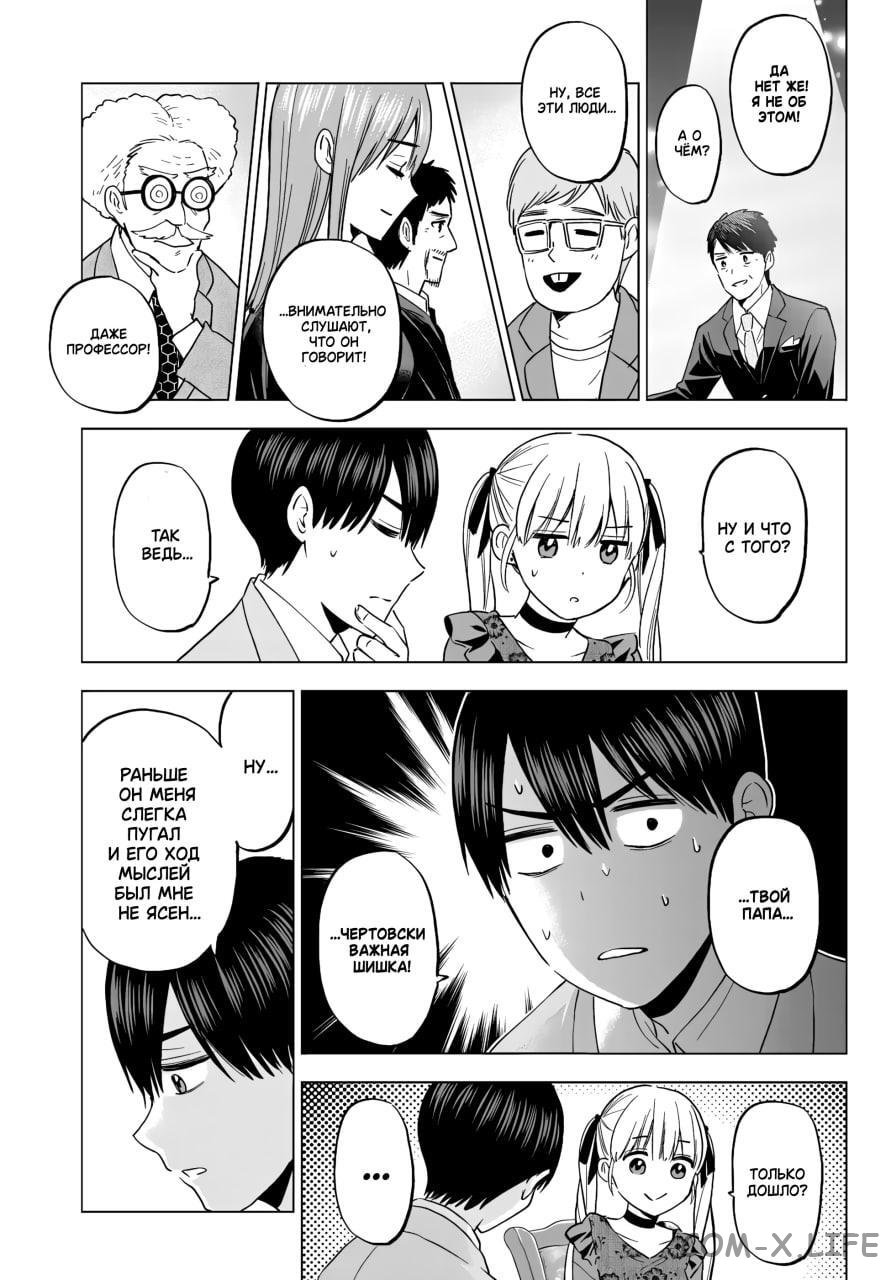 ДА
НЕТ ЖЕ!
Я НЕ ОБ
ЭТОМ!
А О
ЧЁМ?
НУ, ВСЕ
ЭТИ ЛЮДИ...
...ВНИМАТЕЛЬНО
СЛУШАЮТ,
ЧТО ОН
ГОВОРИТ!
ДАЖЕ
ПРОФЕССОР!
НУ И ЧТО
С ТОГО?
ТАК
ВЕДЬ...
...ТВОЙ
ПАПА...
...ЧЕРТОВСКИ
ВАЖНАЯ
ШИШКА!
НУ...
РАНЬШЕ
ОН МЕНЯ
СЛЕГКА
ПУГАЛ
И ЕГО ХОД
МЫСЛЕЙ
БЫЛ МНЕ
НЕ ЯСЕН...
ТОЛЬКО
ДОШЛО?
...
COM-X.LIFE